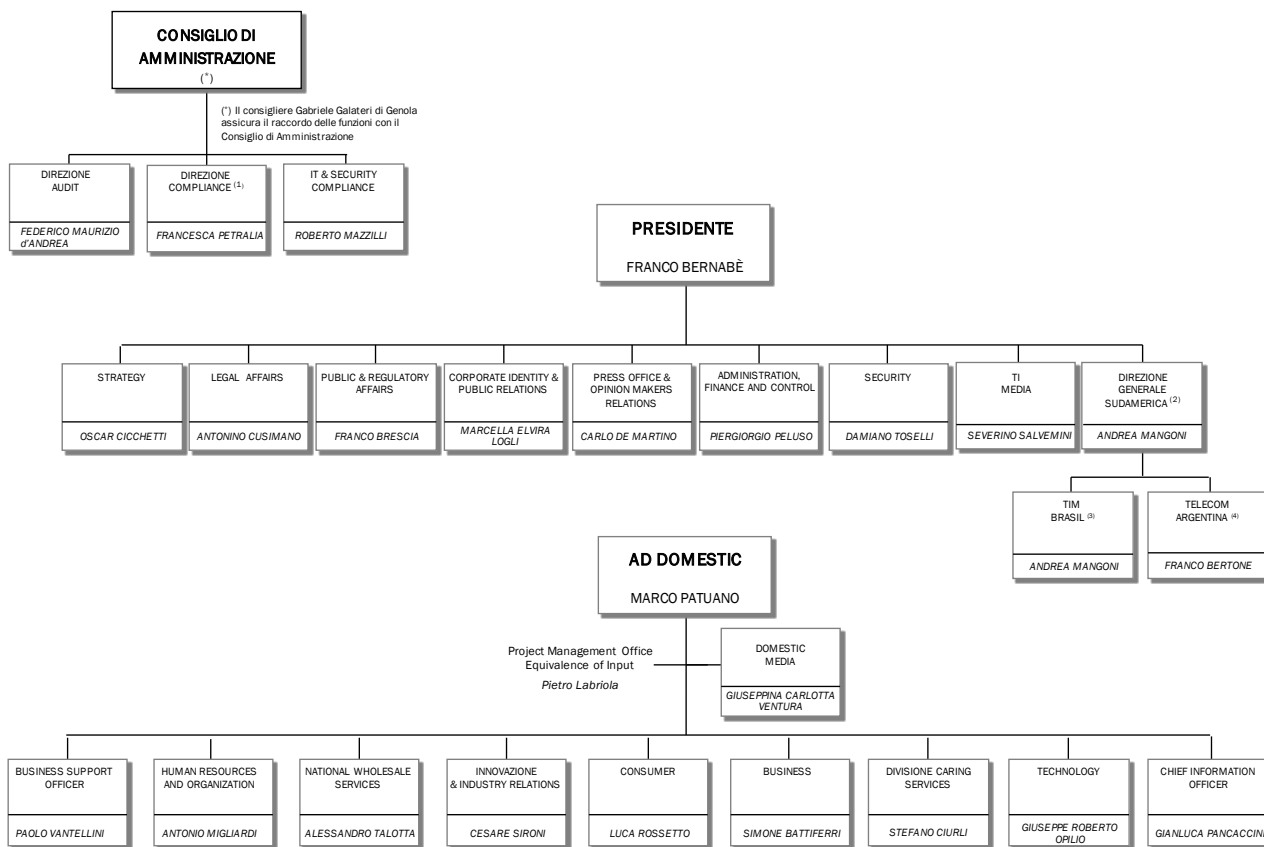 CONSIGLIO DI
AMMINISTRAZIONE
(*)
(*) Il consigliere Gabriele Galateri di Genola
assicura il raccordo delle funzioni con il
Consiglio di Amministrazione
DIREZIONE
AUDIT
FEDERICO MAURIZIO
d'ANDREA
DIREZIONE
COMPLIANCE (1)
FRANCESCA PETRALIA
IT & SECURITY
COMPLIANCE
ROBERTO MAZZILLI
PRESIDENTE
FRANCO BERNABÈ
STRATEGY
OSCAR CICCHETTI
LEGAL AFFAIRS
ANTONINO CUSIMANO
PUBLIC & REGULATORY
AFFAIRS
FRANCO BRESCIA
CORPORATE IDENTITY &
PUBLIC RELATIONS
MARCELLA ELVIRA
LOGLI
PRESS OFFICE &
OPINION MAKERS
RELATIONS
CARLO DE MARTINO
ADMINISTRATION,
FINANCE AND CONTROL
PIERGIORGIO PELUSO
SECURITY
DAMIANO TOSELLI
TI
MEDIA
SEVERINO SALVEMINI
DIREZIONE
GENERALE
SUDAMERICA (2)
ANDREA MANGONI
TIM
BRASIL (3)
ANDREA MANGONI
TELECOM
ARGENTINA (4)
FRANCO BERTONE
AD DOMESTIC
MARCO PATUANO
Project Management Office
Equivalence of Input
Pietro Labriola
DOMESTIC
MEDIA
GIUSEPPINA CARLOTTA
VENTURA
BUSINESS SUPPORT
OFFICER
PAOLO VANTELLINI
HUMAN RESOURCES
AND ORGANIZATION
ANTONIO MIGLIARDI
NATIONAL WHOLESALE
SERVICES
ALESSANDRO TALOTTA
INNOVAZIONE
& INDUSTRY RELATIONS
CESARE SIRONI
CONSUMER
LUCA ROSSETTO
BUSINESS
SIMONE BATTIFERRI
DIVISIONE CARING
SERVICES
STEFANO CIURLI
TECHNOLOGY
GIUSEPPE ROBERTO
OPILIO
CHIEF INFORMATION
OFFICER
GIANLUCA PANCACCINI